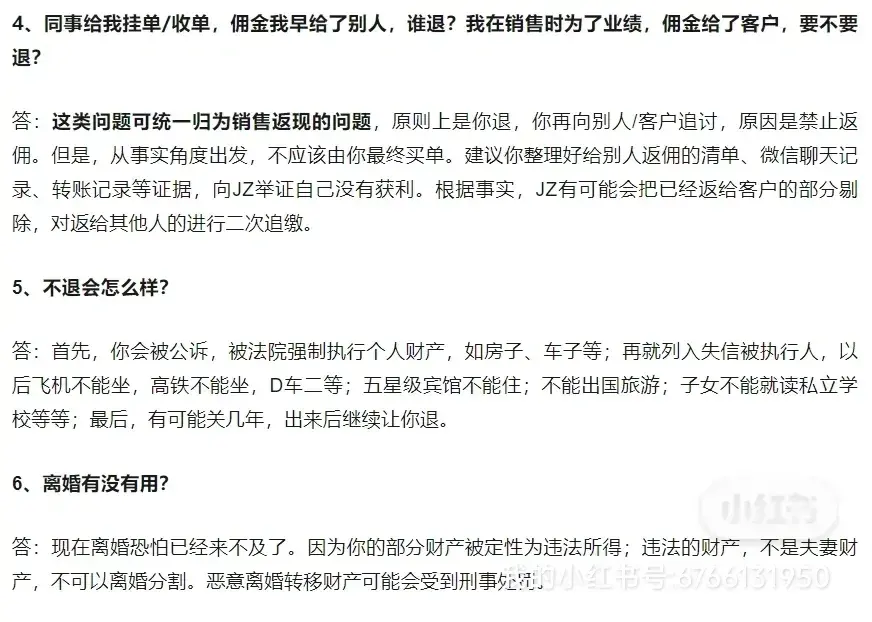 4、同事给我挂单/收单，佣金我早给了别人，谁退？我在销售时为了业绩，佣金给了客户，要不要
退？
答：这类问题可统一归为销售返现的问题，原则上是你退，你再向别人/客户追讨，原因是禁止返
佣。但是，从事实角度出发，不应该由你最终买单。建议你整理好给别人返佣的清单、微信聊天记
录、转账记录等证据，向JZ举证自己没有获利。根据事实，JZ有可能会把已经返给客户的部分剔
除，对返给其他人的进行二次追缴。
5、不退会怎么样？
答：首先，你会被公诉，被法院强制执行个人财产，如房子、车子等；再就列入失信被执行人，以
后飞机不能坐，高铁不能坐，D车二等；五星级宾馆不能住；不能出国旅游；子女不能就读私立学
校等等；最后，有可能关几年，出来后继续让你退。
6、离婚有没有用？
答：现在离婚恐怕已经来不及了。因为你的部分财产被定性为违法所得；违法的财产，不是夫妻财
产，不可以离婚分割。恶意离婚转移财产可能会受到刑事处罚。
小红书
我的小红书号:6766131950